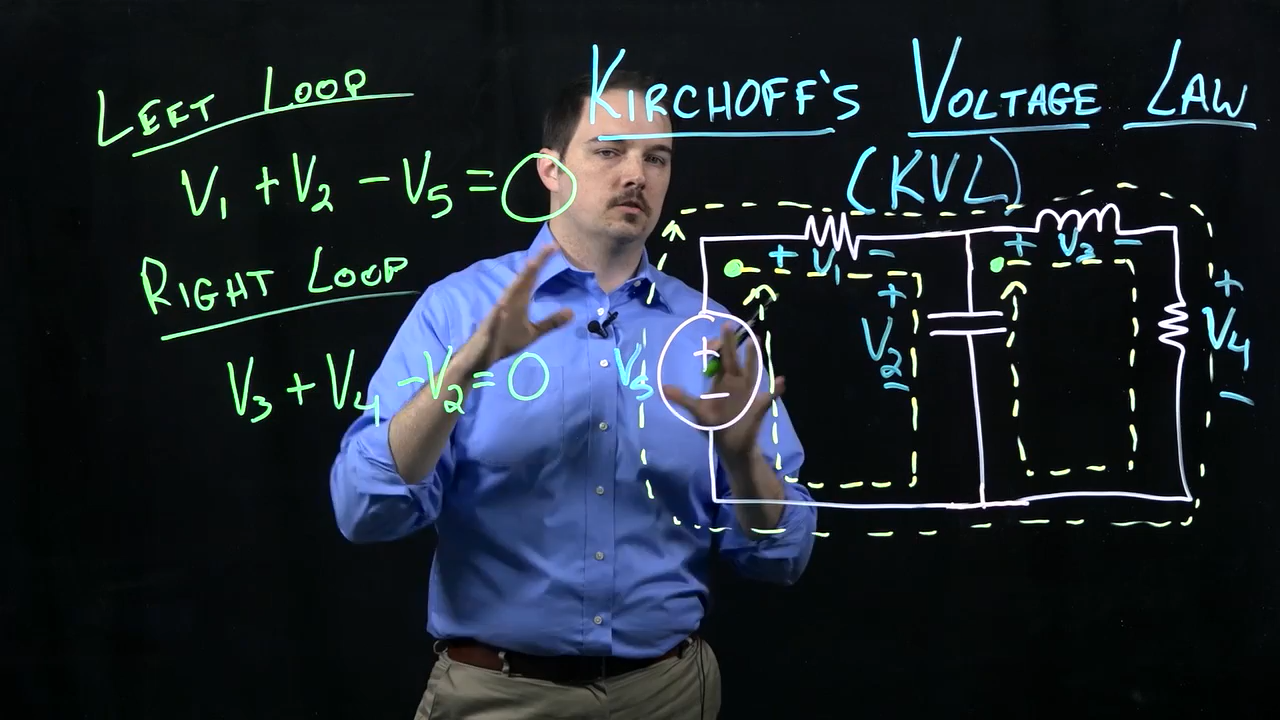 LEFT LOOP
V1 + V2 - V5 = 0
RIGHT LOOP
V3 + V4 - V2 = 0
KIRCHOFF'S VOLTAGE LAW
(KVL)
+ V1 -
+ V3 -
+
V2
-
+
V4
-
V5
+
-